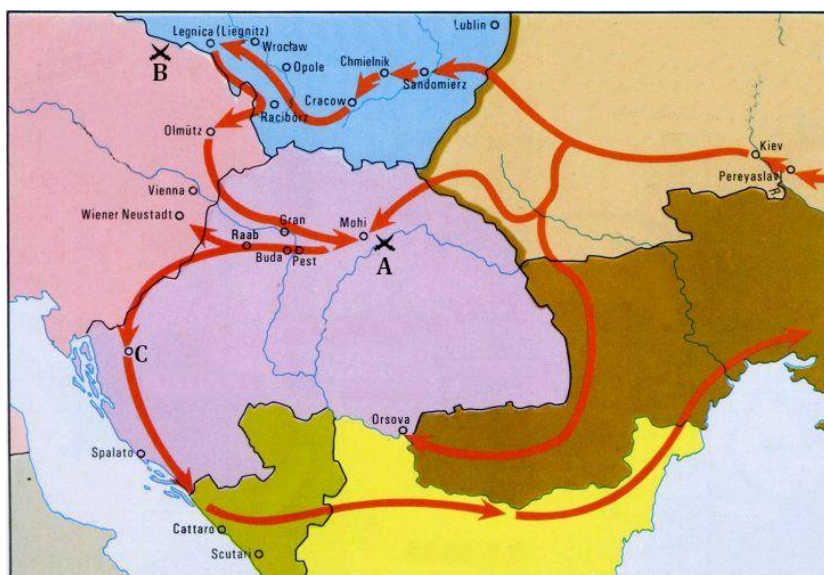 Lublin
Legnica (Liegnitz)
Wrocław
B
Opole
Chmielnik
Sandomierz
Cracow
Racibórz
Olmütz
Kiev
Pereyaslavl
R
Vienna
Wiener Neustadt
Gran
Mohi
Raab
A
Buda
Pest
C
Orsova
Spalato
Cattaro
Scutari